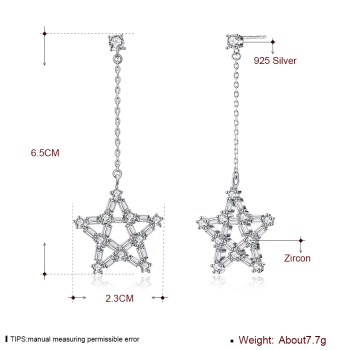 925 Silver
6.5CM
Zircon
2.3CM
TIPS:manual measuring permissible error
• Weight: About7.7g